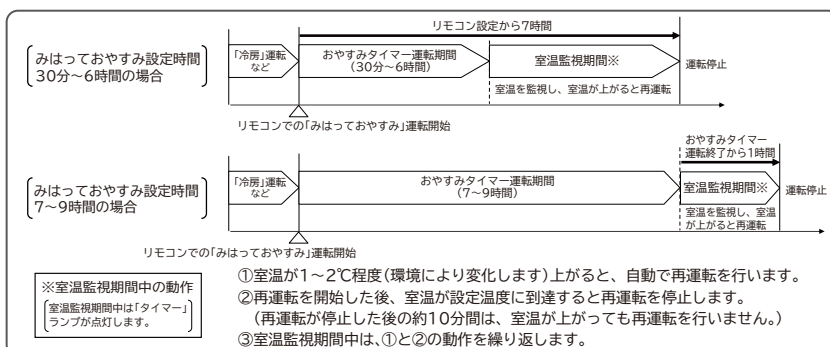 リモコン設定から7時間
みはっておやすみ設定時間
30分～6時間の場合
「冷房」運転
など
おやすみタイマー運転期間
(30分～6時間)
室温監視期間※
運転停止
室温を監視し、室温が上がると再運転
リモコンでの「みはっておやすみ」運転開始
おやすみタイマー
運転終了から1時間
みはっておやすみ設定時間
7～9時間の場合
「冷房」運転
など
おやすみタイマー運転期間
(7～9時間)
室温監視期間※
運転停止
室温を監視し、室温
が上がると再運転
リモコンでの「みはっておやすみ」運転開始
※室温監視期間中の動作
室温監視期間中は「タイマー」
ランプが点灯します。
①室温が1～2℃程度(環境により変化します)上がると、自動で再運転を行います。
②再運転を開始した後、室温が設定温度に到達すると再運転を停止します。
(再運転が停止した後の約10分間は、室温が上がっても再運転を行いません。)
③室温監視期間中は、①と②の動作を繰り返します。